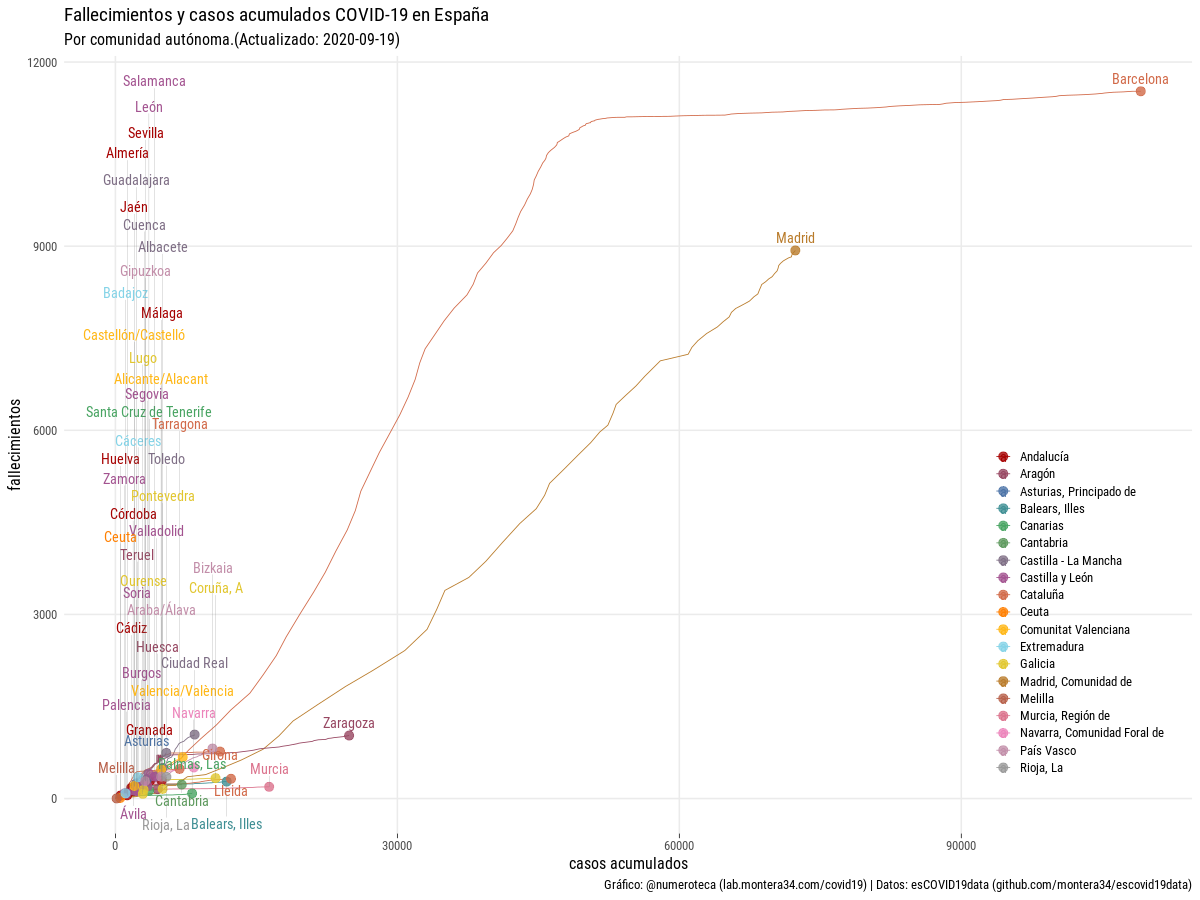 Fallecimientos y casos acumulados COVID-19 en España
Por comunidad autónoma.(Actualizado: 2020-09-19)
12000
9000
6000
3000
0
fallecimientos
Salamanca
León
Sevilla
Almería
Guadalajara
Jaén
Cuenca
Albacete
Gipuzkoa
Badajoz
Málaga
Castellón/Castelló
Lugo
Alicante/Alacant
Segovia
Santa Cruz de Tenerife
Tarragona
Cáceres
Huelva
Toledo
Zamora
Pontevedra
Córdoba
Valladolid
Ceuta
Teruel
Bizkaia
Ourense
Coruña, A
Soria
Araba/Álava
Cádiz
Huesca
Ciudad Real
Burgos
Valencia/València
Palencia
Navarra
Granada
Asturias
Zaragoza
Girona
Palmas, Las
Melilla
Murcia
Lleida
Cantabria
Ávila
Rioja, La
Balears, Illes
Barcelona
Madrid
Andalucía
Aragón
Asturias, Principado de
Balears, Illes
Canarias
Cantabria
Castilla - La Mancha
Castilla y León
Cataluña
Ceuta
Comunitat Valenciana
Extremadura
Galicia
Madrid, Comunidad de
Melilla
Murcia, Región de
Navarra, Comunidad Foral de
País Vasco
Rioja, La
0
30000
60000
90000
casos acumulados
Gráfico: @numeroteca (lab.montera34.com/covid19) | Datos: esCOVID19data (github.com/montera34/escovid19data)